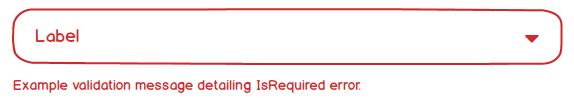 Label
Example validation message detailing IsRequired error.